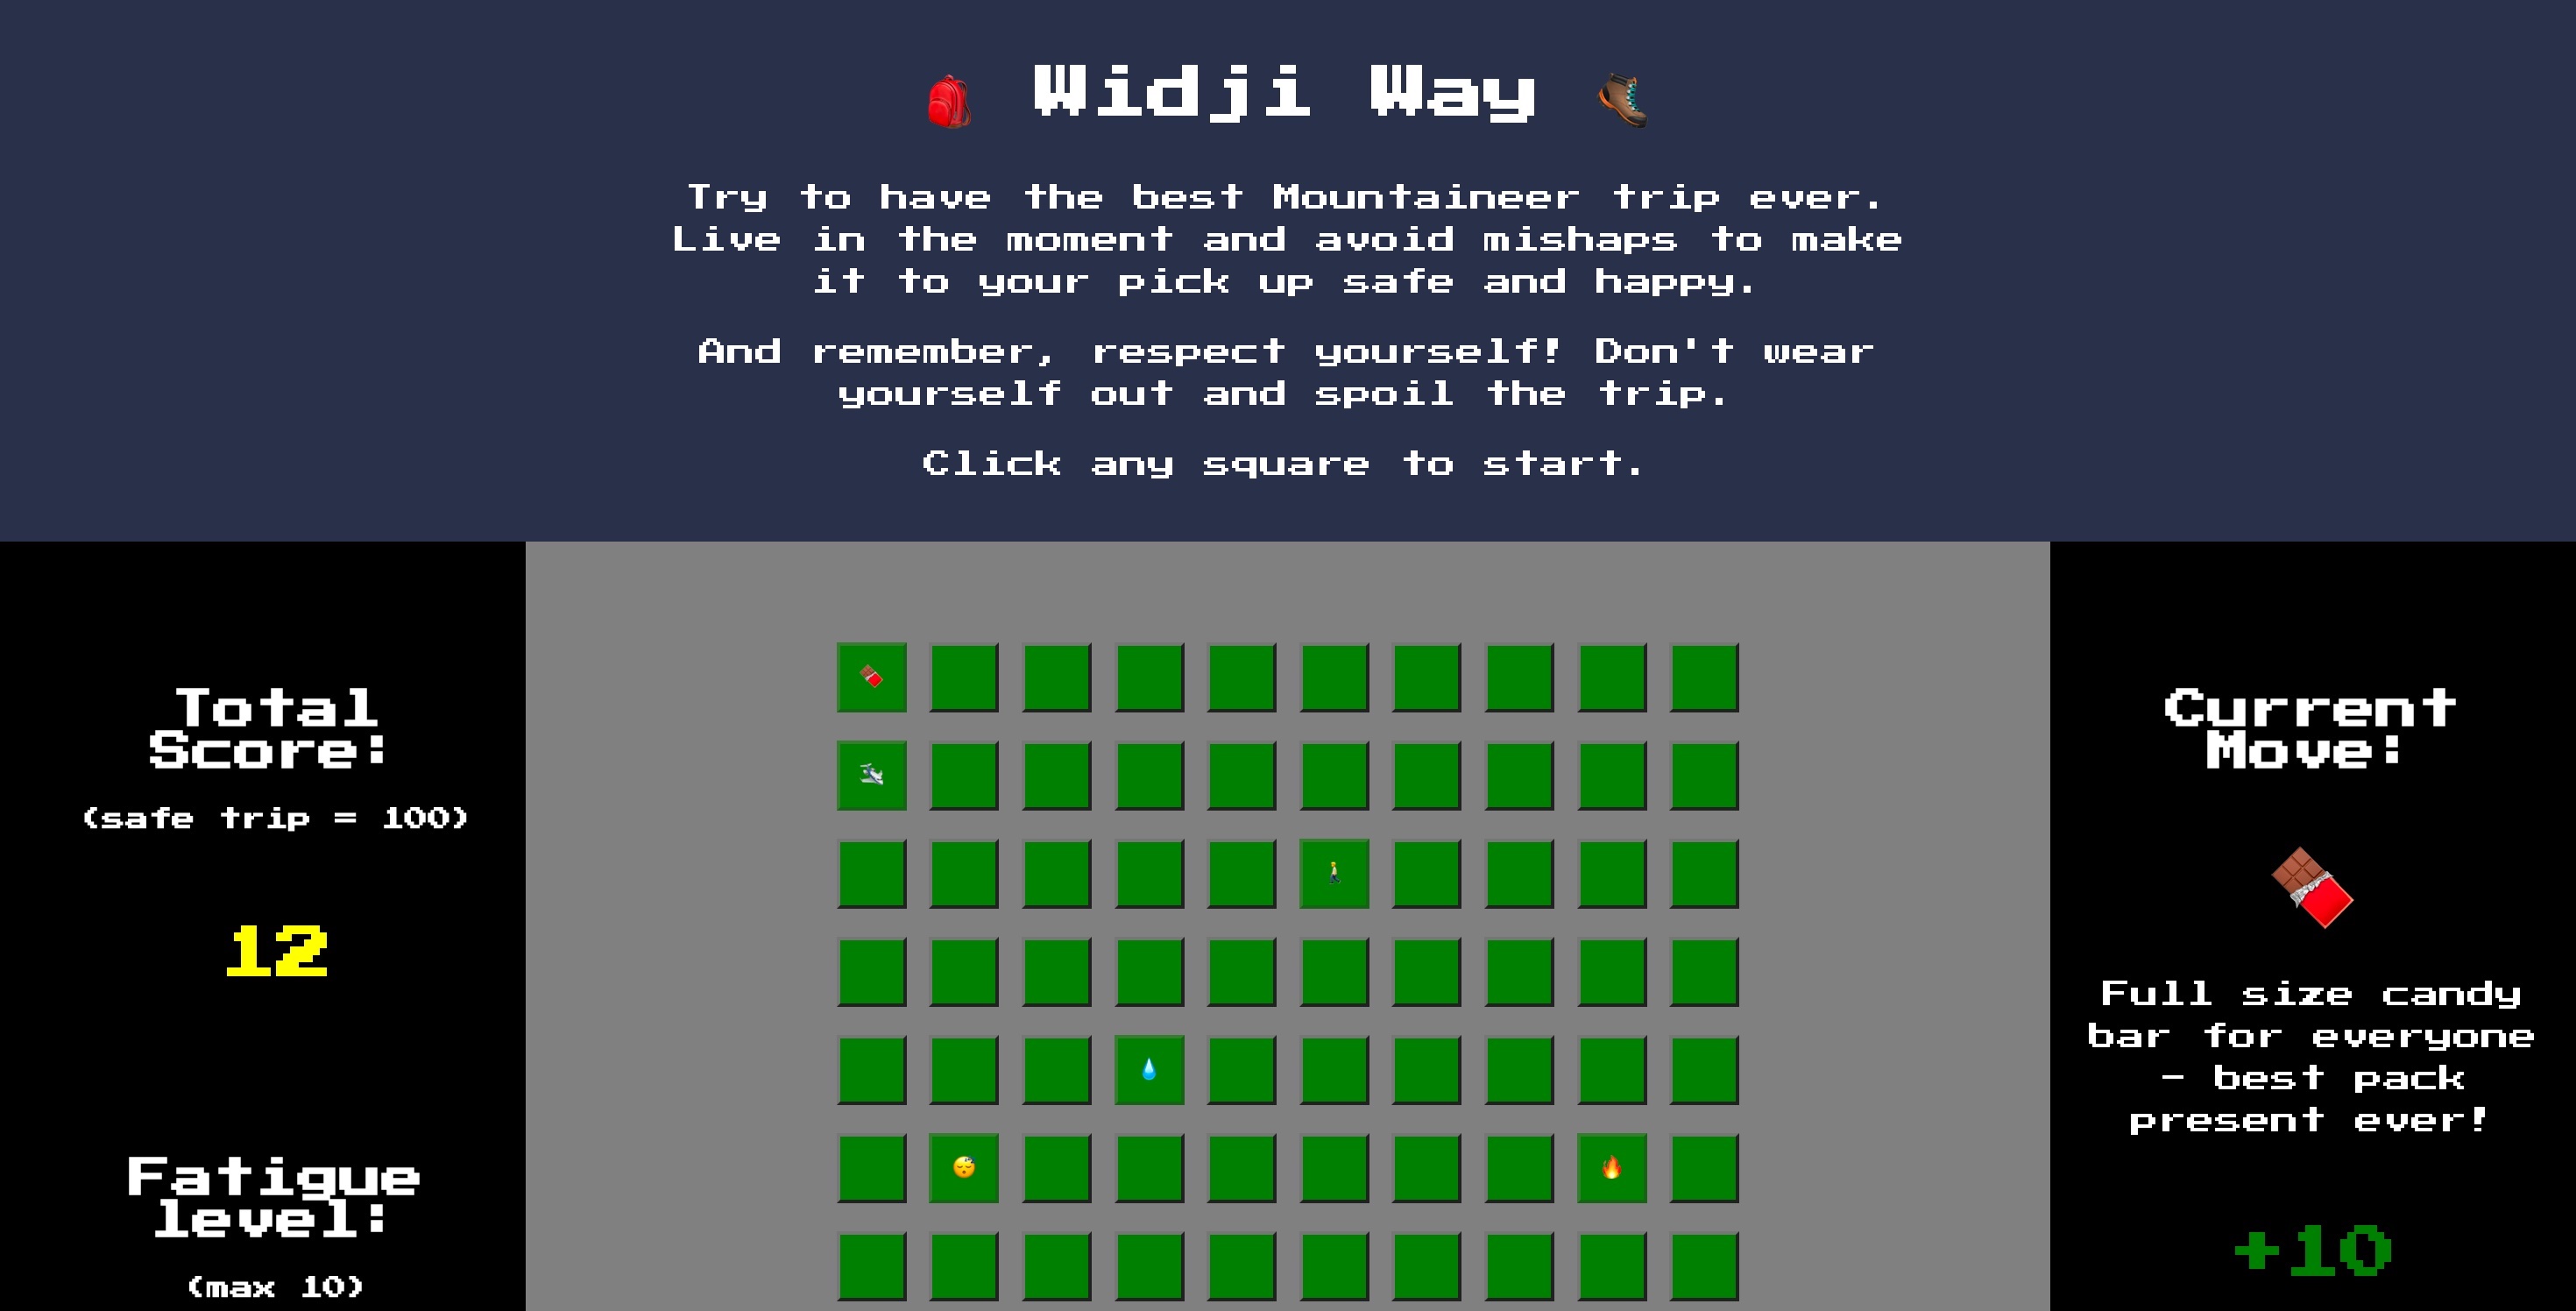 Widji Way
Try to have the best Mountaineer trip ever.
Live in the moment and avoid mishaps to make
it to your pick up safe and happy.
And remember, respect yourself! Don't wear
yourself out and spoil the trip.
Click any square to start.
Total
Score:
(safe trip = 100)
12
Fatigue
level:
(max 10)
Current
Move:
Full size candy
bar for everyone
- best pack
present ever!
+10